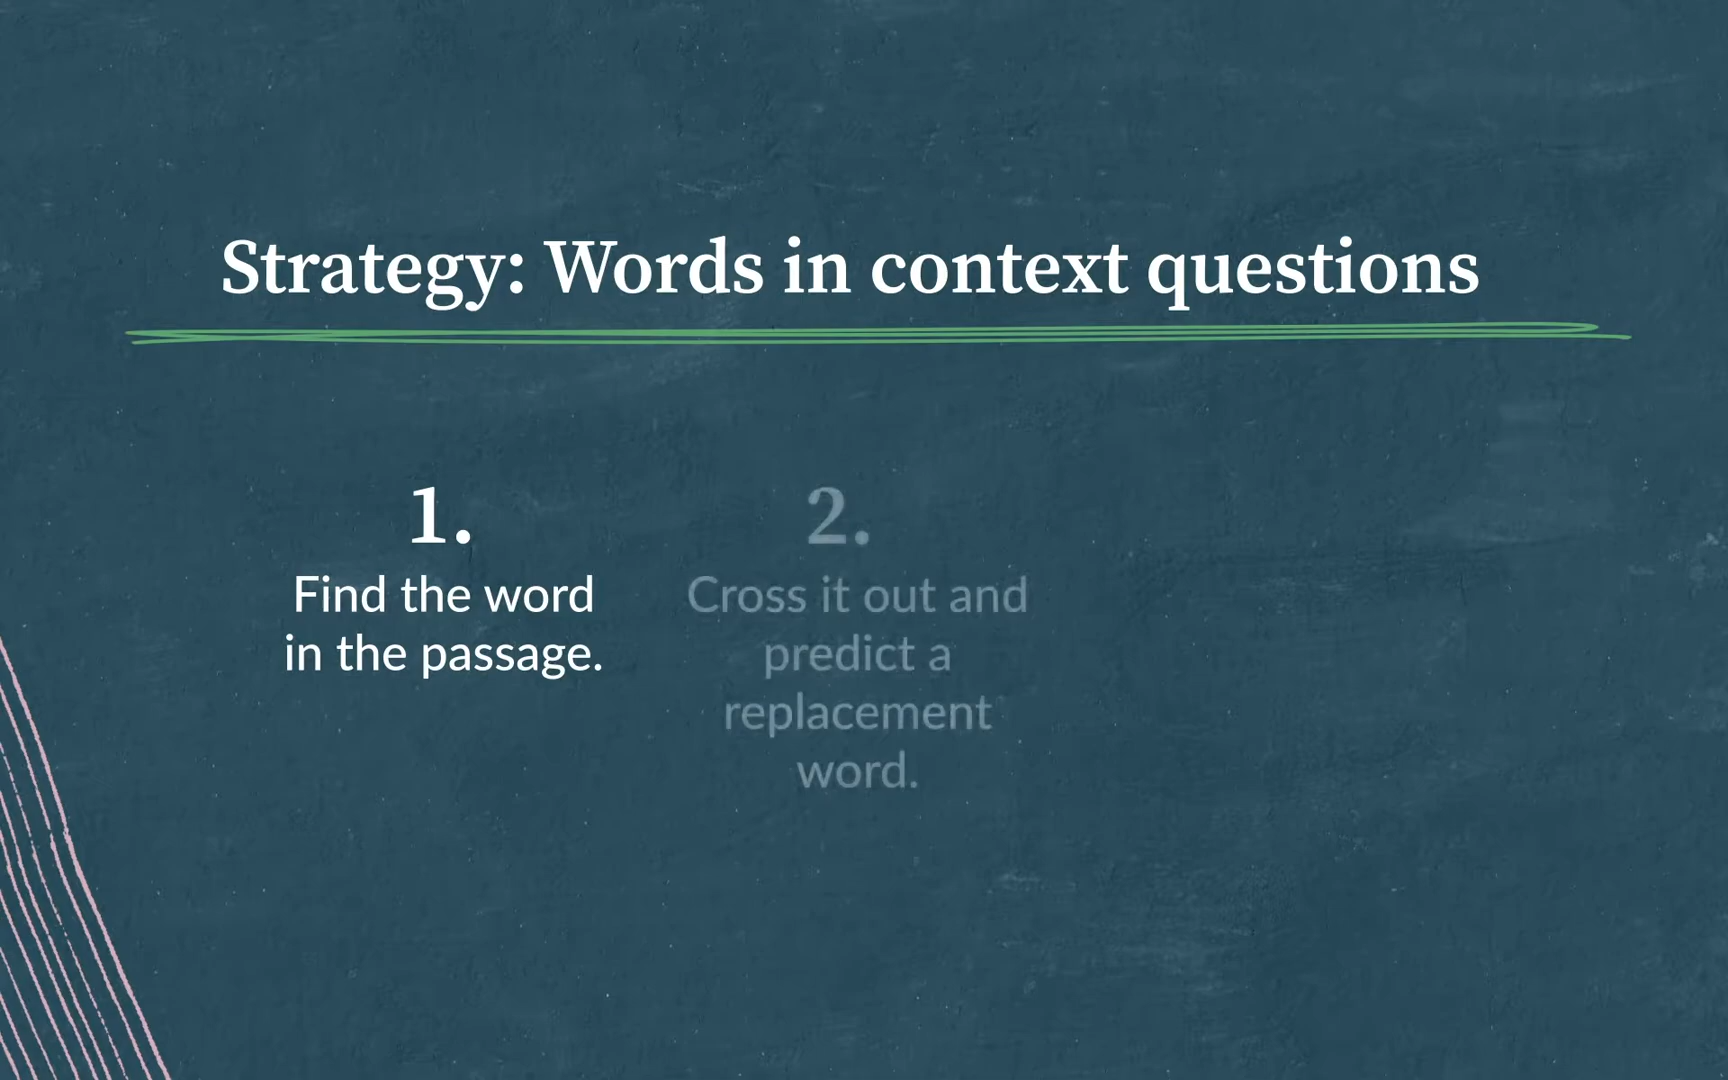 Strategy: Words in context questions
1.
Find the word
in the passage.
2.
Cross it out and
predict a
replacement
word.